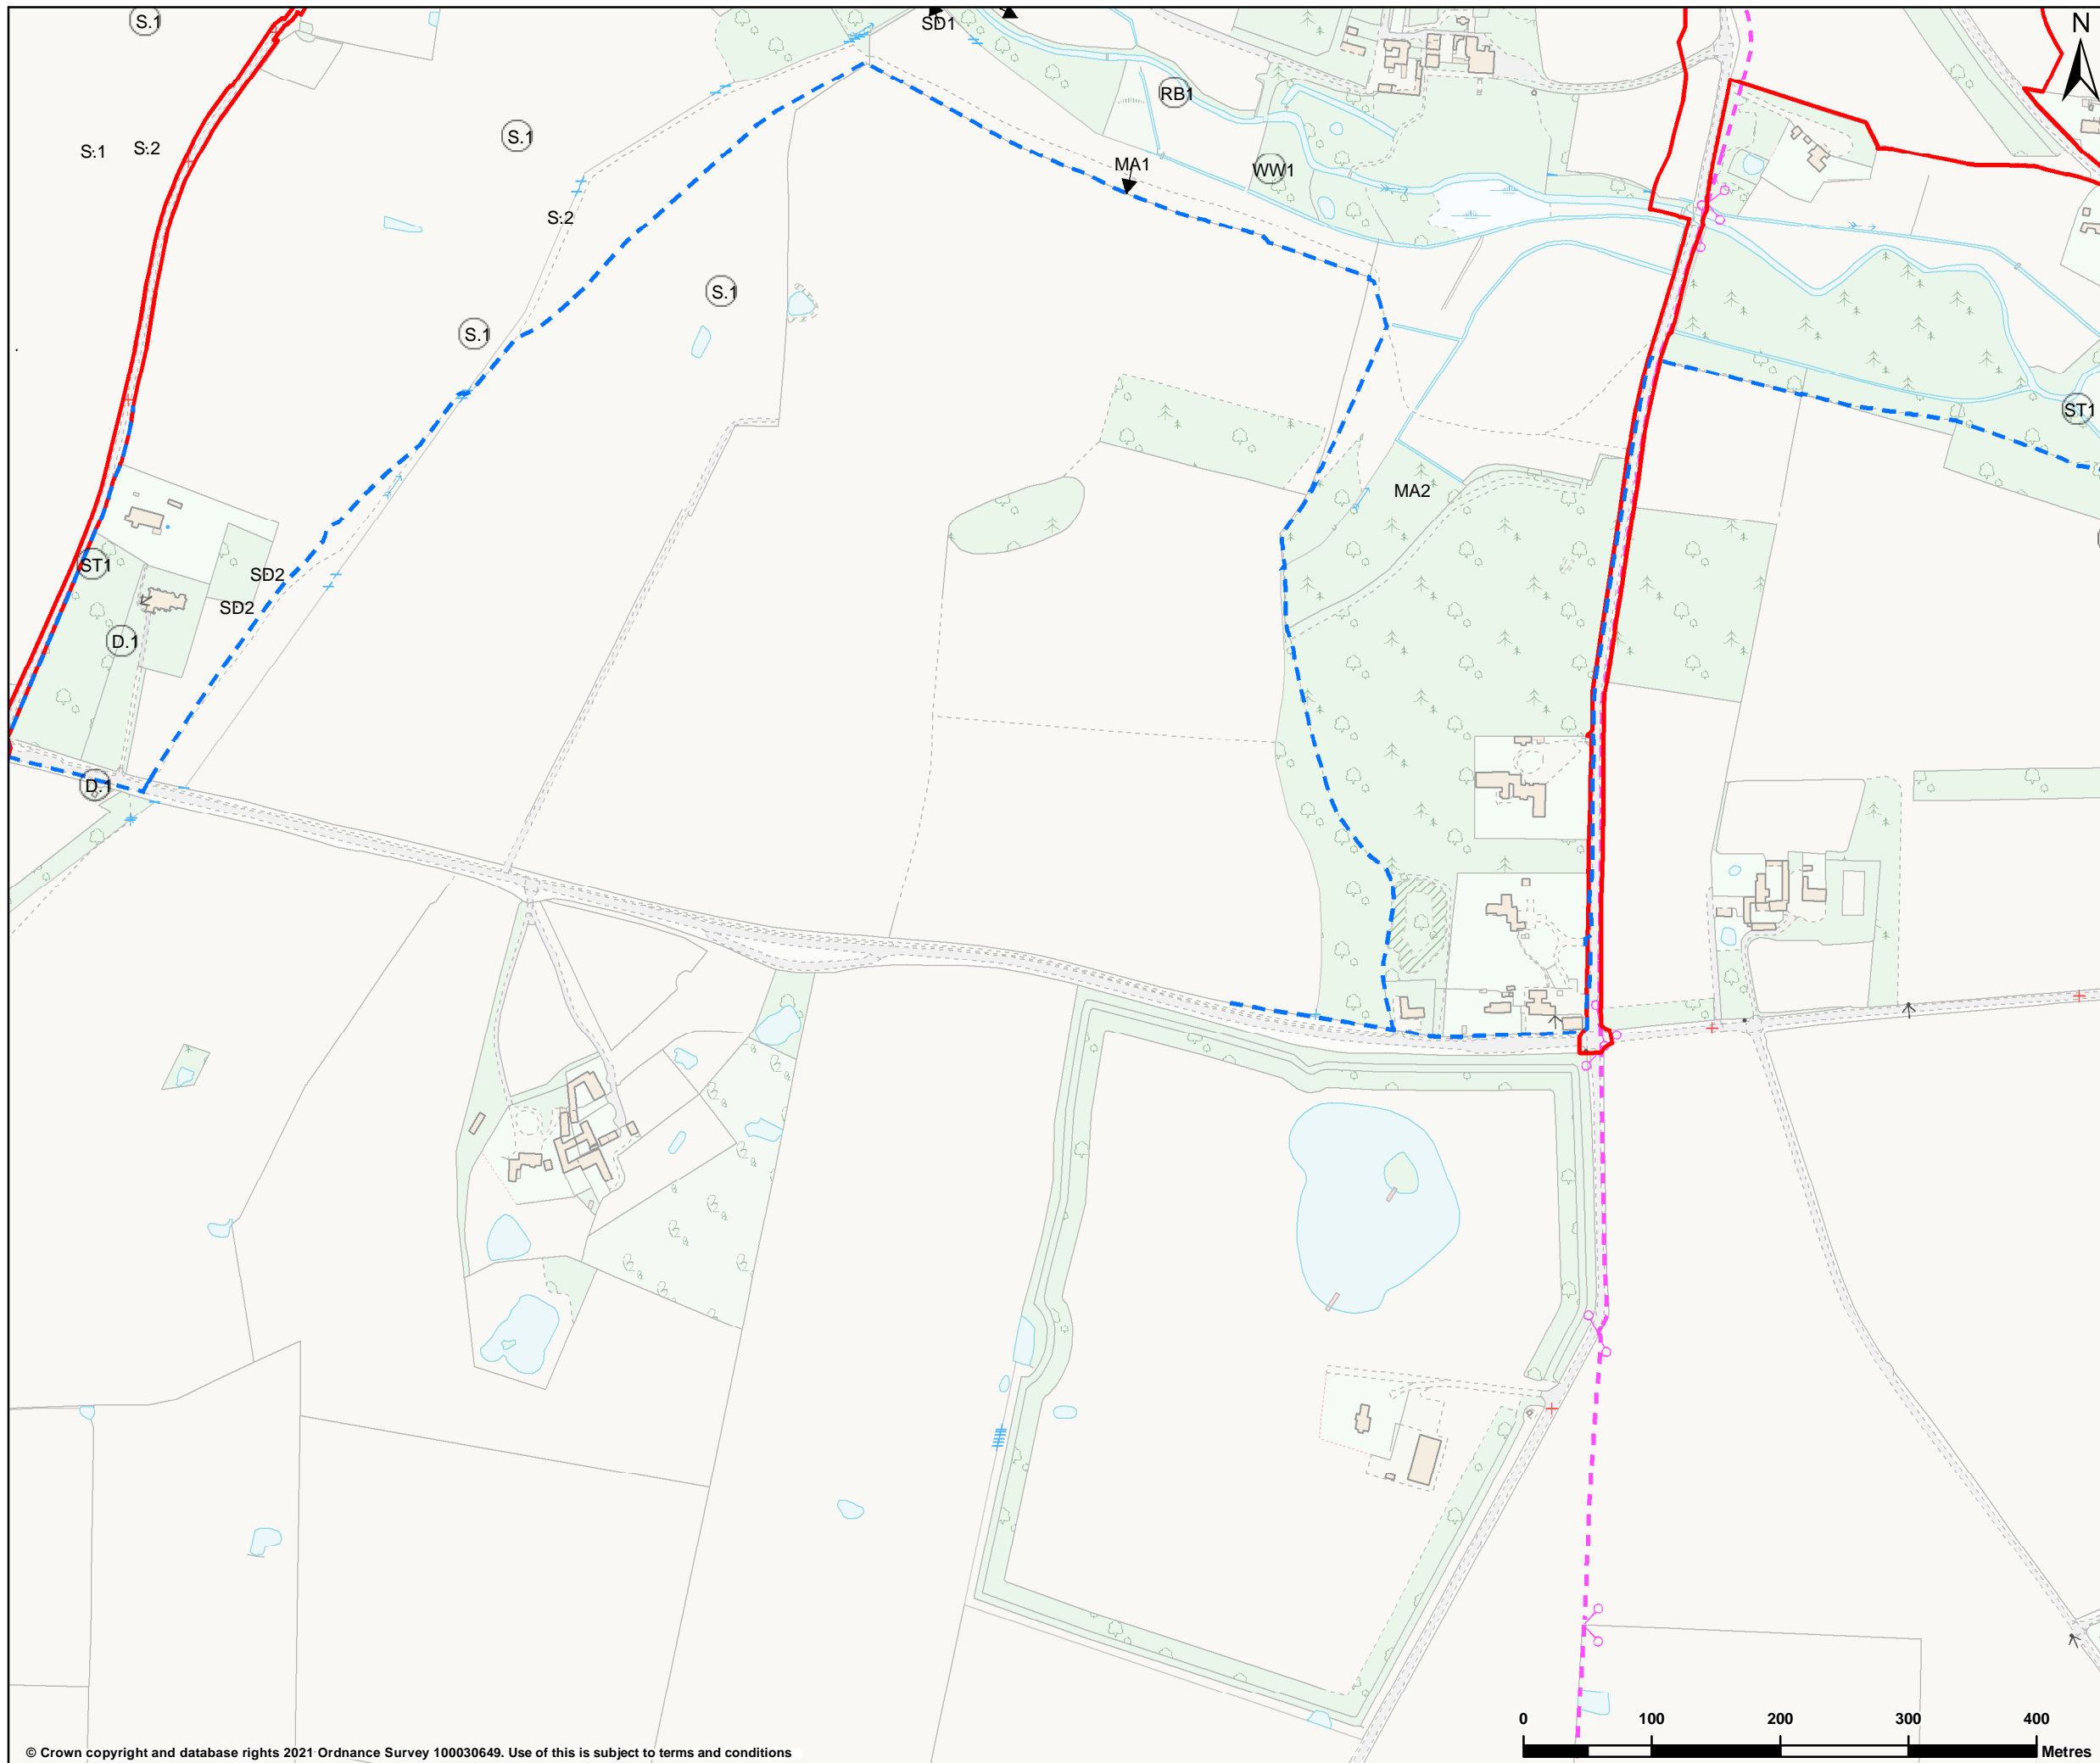 S.1
SD1
N
RB1
S.1
S:1
S:2
MA1
WW1
S:2
S.1
S.1
ST1
MA2
ST1
SD2
SD2
D.1
D.1
0 100 200 300 400
Metres
© Crown copyright and database rights 2021 Ordnance Survey 100030649. Use of this is subject to terms and conditions